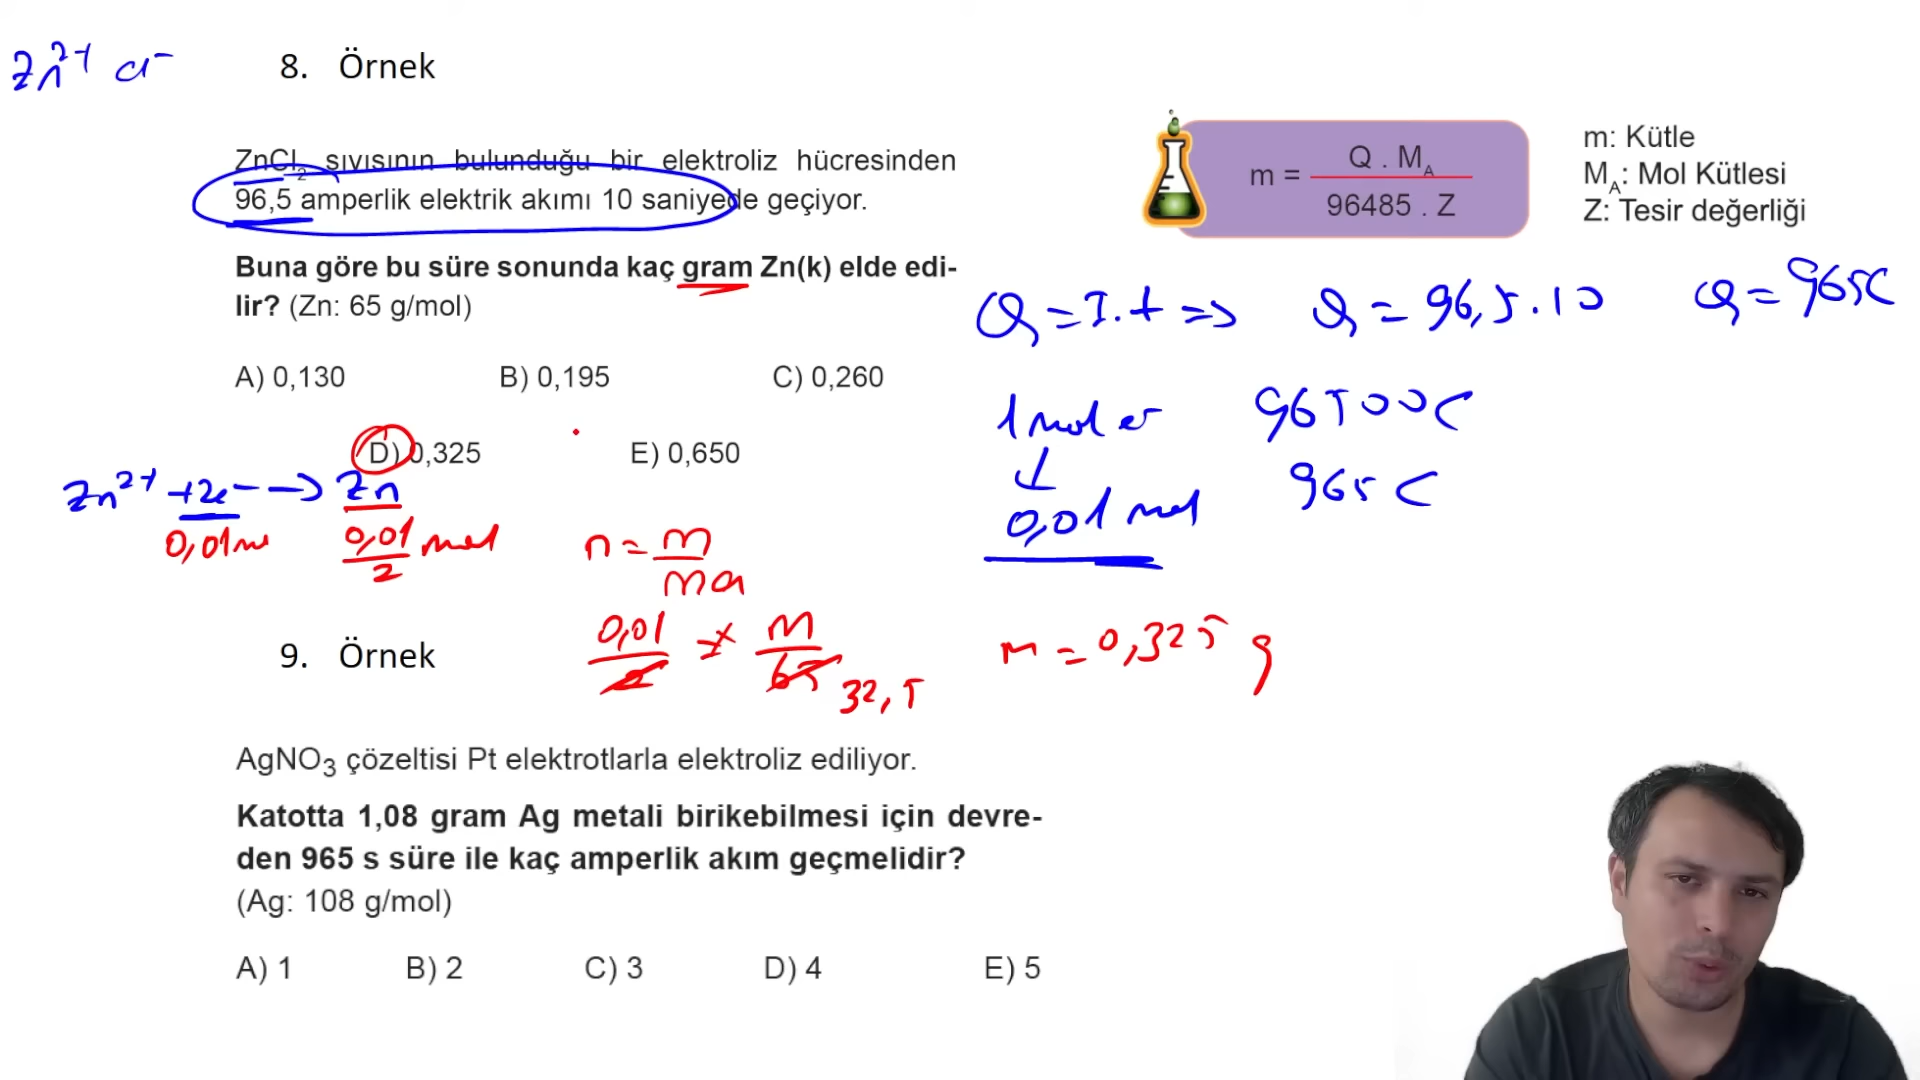 Zn²⁺ Cl⁻
8. Örnek
ZnCl₂ sıvısının bulunduğu bir elektroliz hücresinden
96,5 amperlik elektrik akımı 10 saniyede geçiyor.
Buna göre bu süre sonunda kaç gram Zn(k) elde edi-
lir? (Zn: 65 g/mol)
A) 0,130 B) 0,195 C) 0,260
D) 0,325 E) 0,650
Zn²⁺ + 2e⁻ → Zn
0,01 m 0,01/2 mol
n = m/ma
0,01/2 = m/65 32,5
m = 0,325 g
m = Q . M_A / 96485 . Z
m: Kütle
M_A: Mol Kütlesi
Z: Tesir değerliği
Q = I.t => Q = 96,5.10 Q = 965C
1 mol e⁻ 96500C
↓
0,01 mol 965 C
9. Örnek
AgNO₃ çözeltisi Pt elektrotlarla elektroliz ediliyor.
Katotta 1,08 gram Ag metali birikebilmesi için devre-
den 965 s süre ile kaç amperlik akım geçmelidir?
(Ag: 108 g/mol)
A) 1 B) 2 C) 3 D) 4 E) 5